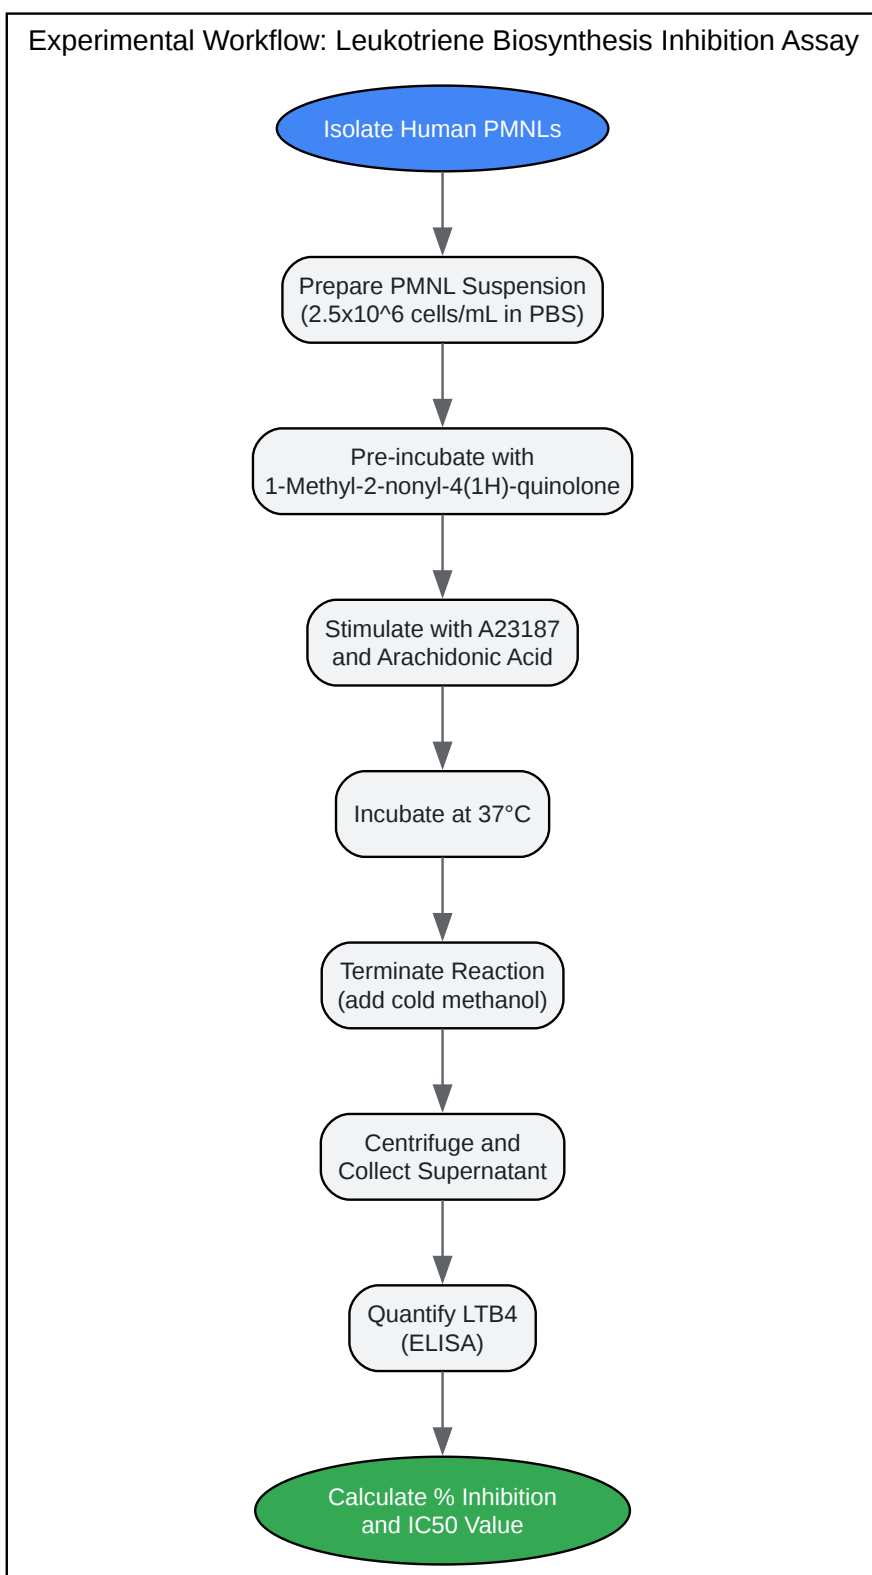 Experimental Workflow: Leukotriene Biosynthesis Inhibition Assay
Isolate Human PMNLs
Prepare PMNL Suspension
(2.5x10^6 cells/mL in PBS)
Pre-incubate with
1-Methyl-2-nonyl-4(1H)-quinolone
Stimulate with A23187
and Arachidonic Acid
Incubate at 37°C
Terminate Reaction
(add cold methanol)
Centrifuge and
Collect Supernatant
Quantify LTB4
(ELISA)
Calculate % Inhibition
and IC50 Value